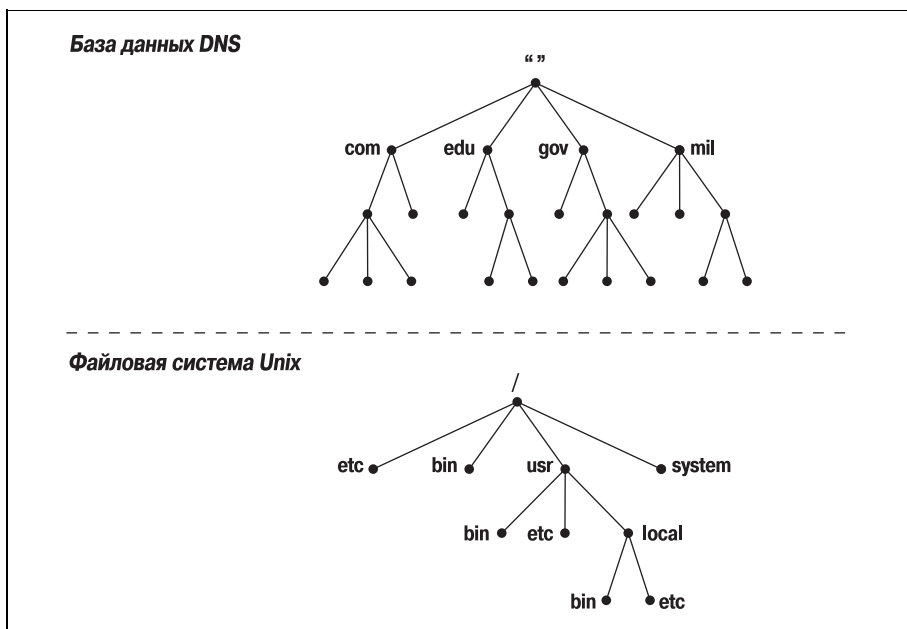 База данных DNS
“ ”
com edu gov mil
Файловая система Unix
/
etc bin usr system
bin etc local
bin etc